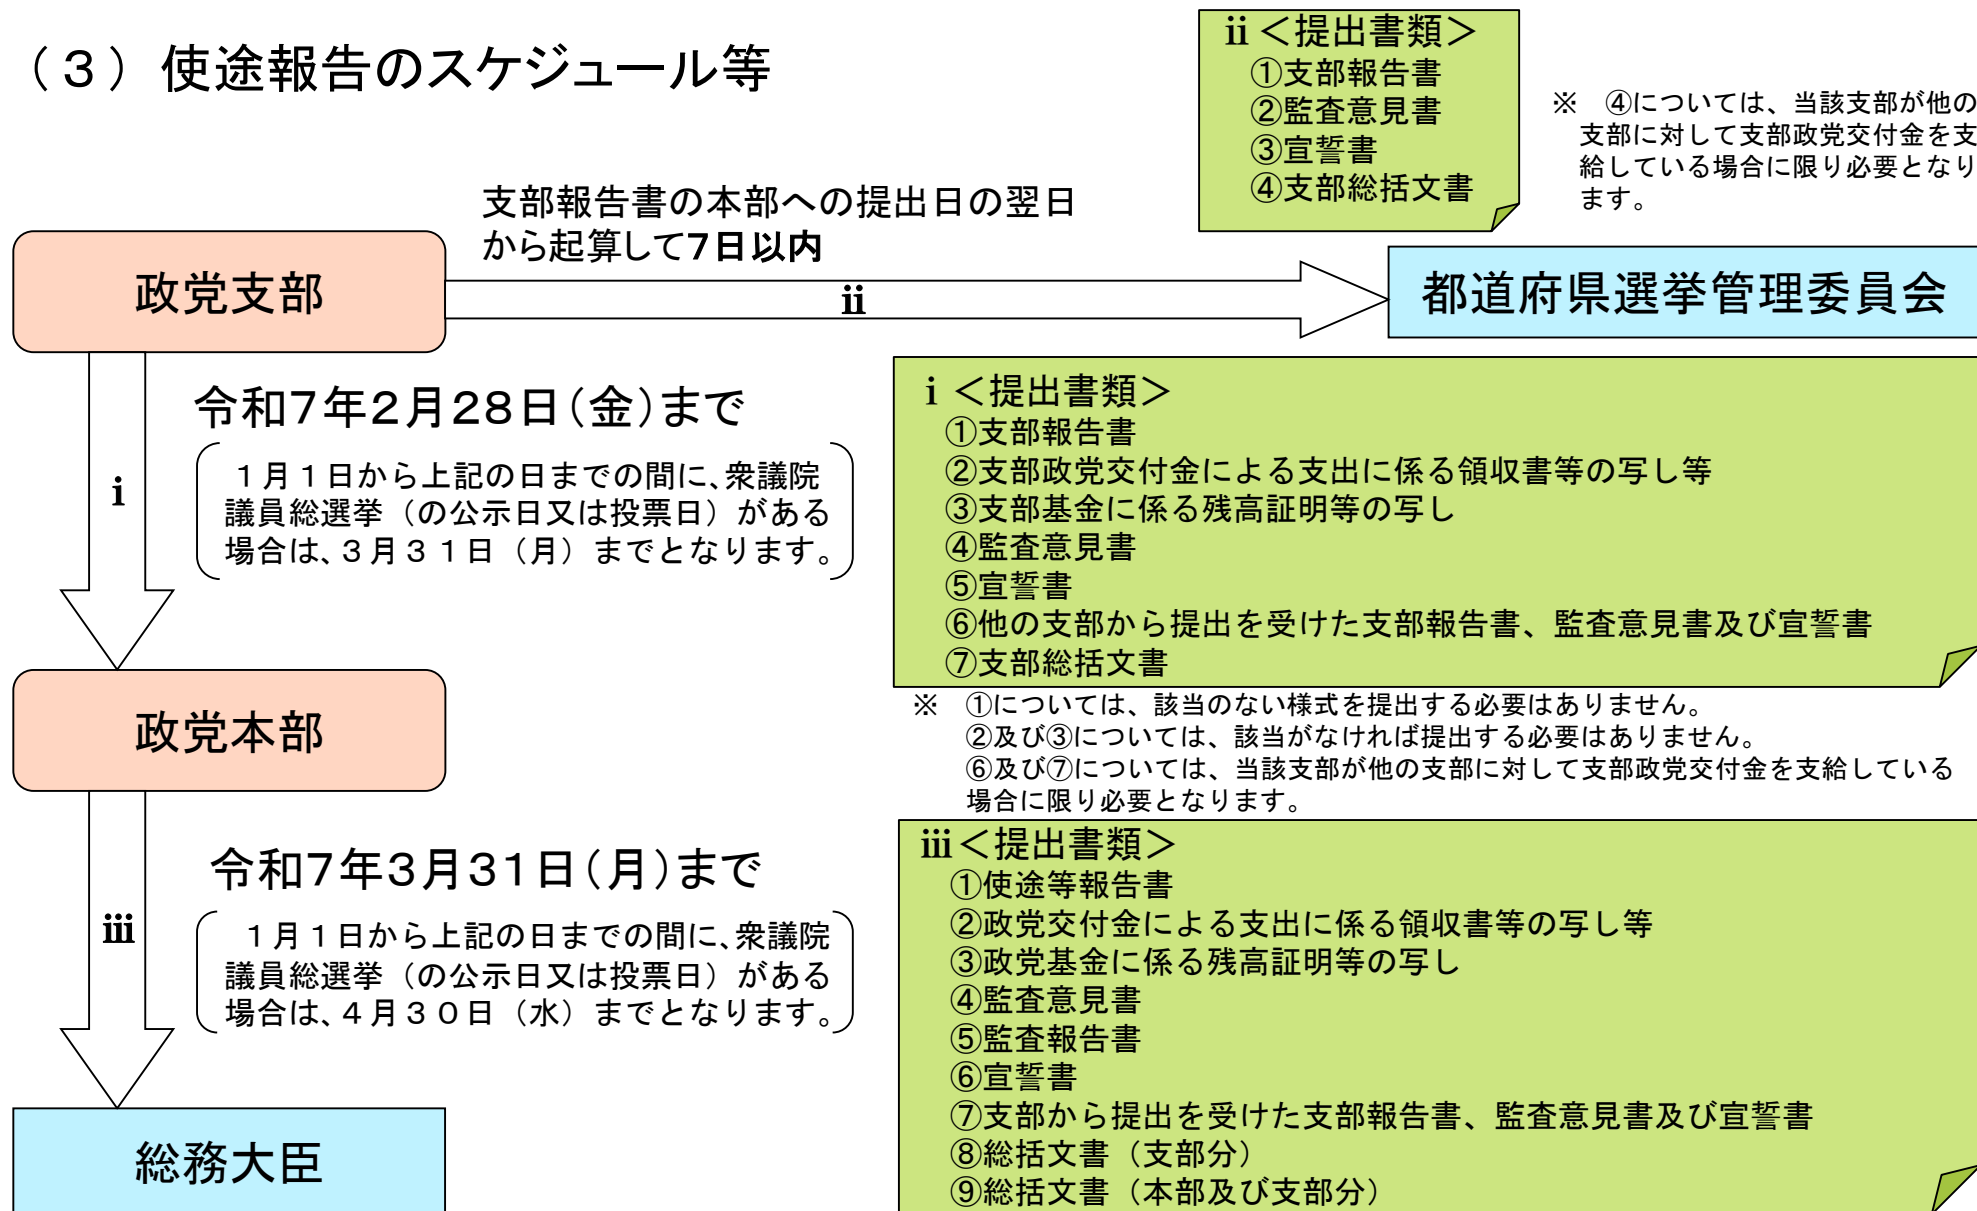 （３）使途報告のスケジュール等
ⅱ＜提出書類＞
①支部報告書
②監査意見書
③宣誓書
④支部総括文書
※　④については、当該支部が他の
支部に対して支部政党交付金を支
給している場合に限り必要となり
ます。
支部報告書の本部への提出日の翌日
から起算して7日以内
政党支部
ⅱ
都道府県選挙管理委員会
令和7年2月28日（金）まで
１月１日から上記の日までの間に、衆議院
議員総選挙（の公示日又は投票日）がある
場合は、３月３１日（月）までとなります。
ⅰ
ⅰ＜提出書類＞
①支部報告書
②支部政党交付金による支出に係る領収書等の写し等
③支部基金に係る残高証明等の写し
④監査意見書
⑤宣誓書
⑥他の支部から提出を受けた支部報告書、監査意見書及び宣誓書
⑦支部総括文書
※　①については、該当のない様式を提出する必要はありません。
②及び③については、該当がなければ提出する必要はありません。
⑥及び⑦については、当該支部が他の支部に対して支部政党交付金を支給している
場合に限り必要となります。
政党本部
令和7年3月31日（月）まで
１月１日から上記の日までの間に、衆議院
議員総選挙（の公示日又は投票日）がある
場合は、４月３０日（水）までとなります。
ⅲ
ⅲ＜提出書類＞
①使途等報告書
②政党交付金による支出に係る領収書等の写し等
③政党基金に係る残高証明等の写し
④監査意見書
⑤監査報告書
⑥宣誓書
⑦支部から提出を受けた支部報告書、監査意見書及び宣誓書
⑧総括文書（支部分）
⑨総括文書（本部及び支部分）
総務大臣